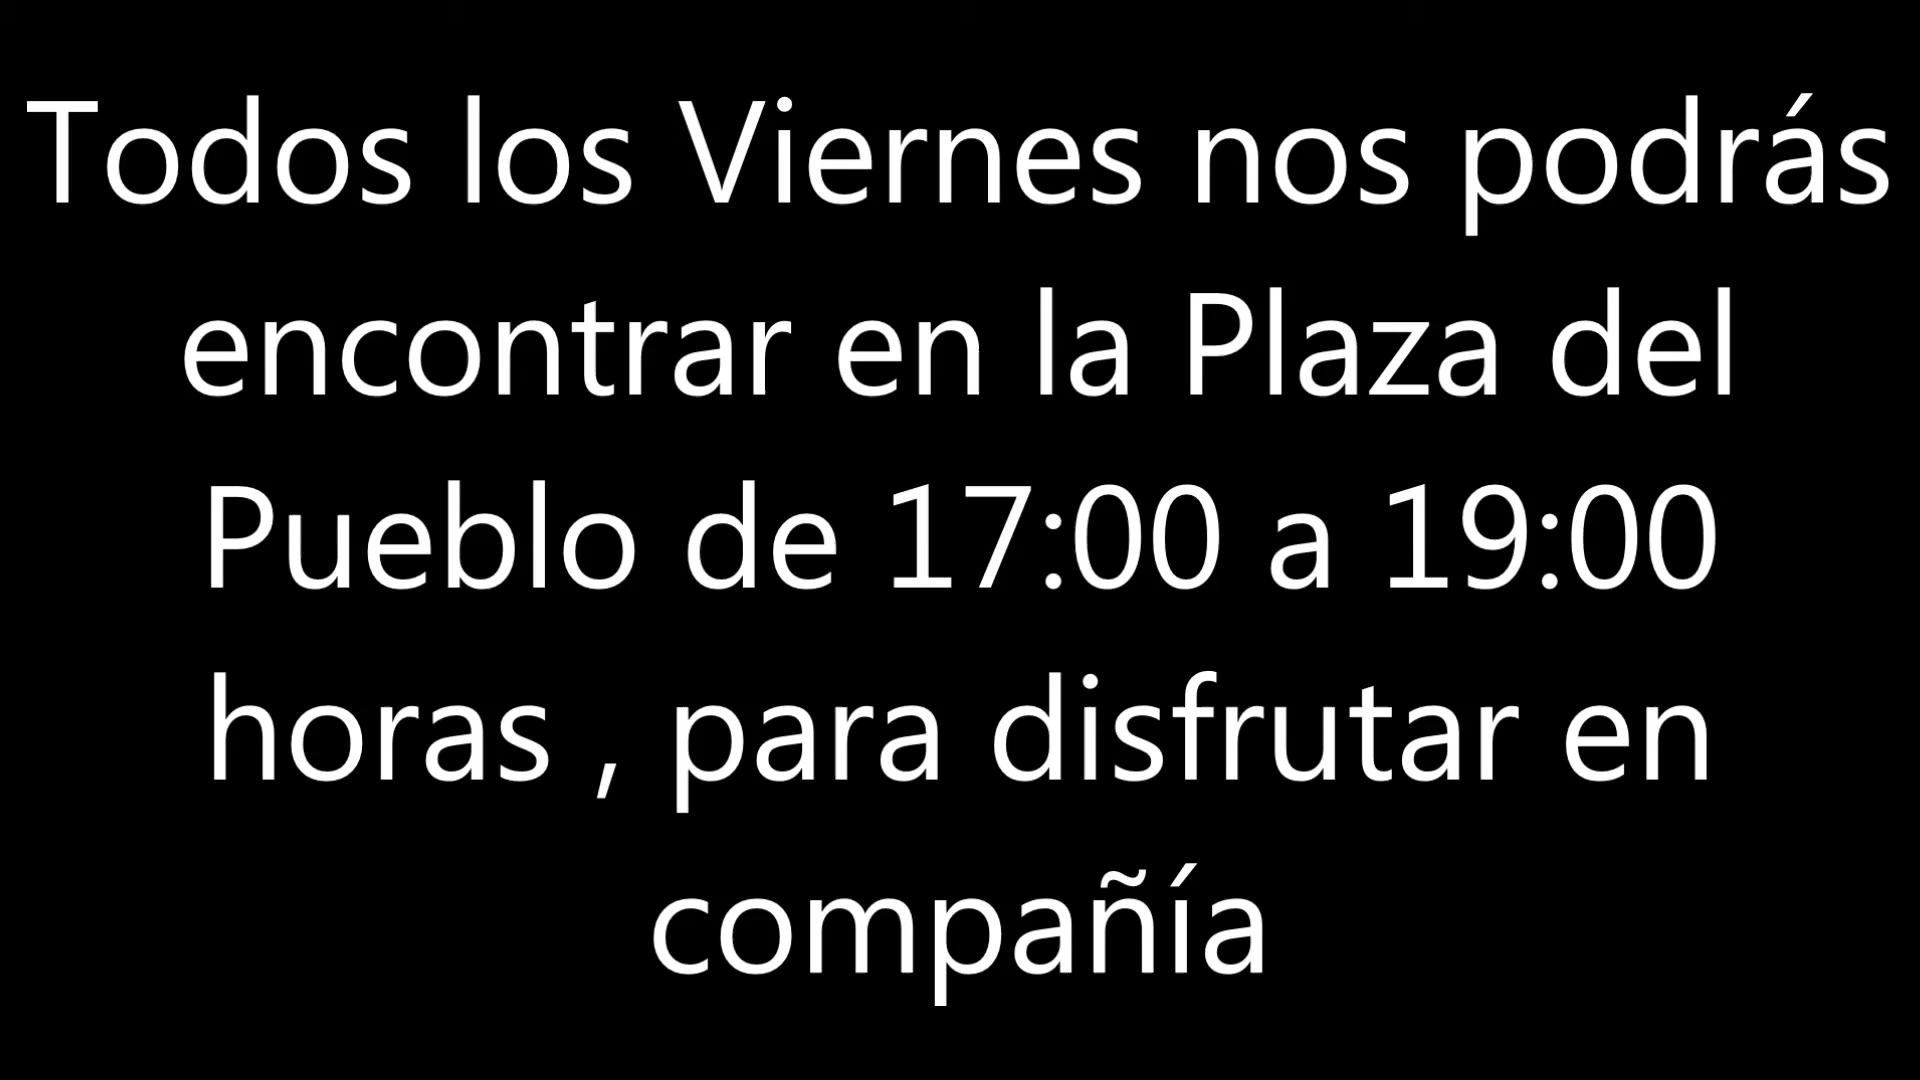 Todos los Viernes nos podrás
encontrar en la Plaza del
Pueblo de 17:00 a 19:00
horas , para disfrutar en
compañía